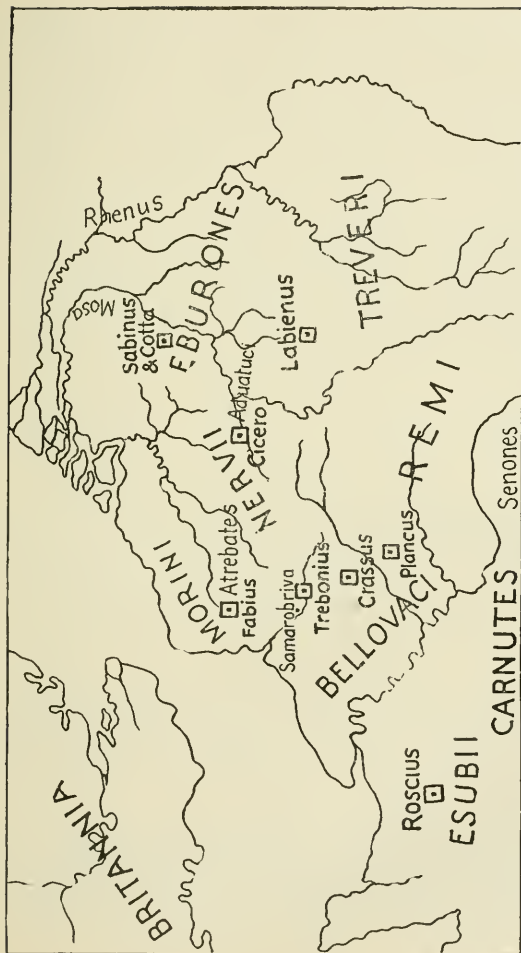 BRITANNIA
Rhenus
Mosa
Sabinus
& Cotta
EBURONES
TREVERI
Labienus
Aduatuci
Cicero
NERVII
MORINI
Atrebates
Fabius
Samarobriva
Trebonius
Crassus
Plancus
REMI
BELLOVACI
Senones
CARNUTES
Roscius
ESUBII